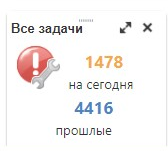 Все задачи
1478
на сегодня
4416
прошлые